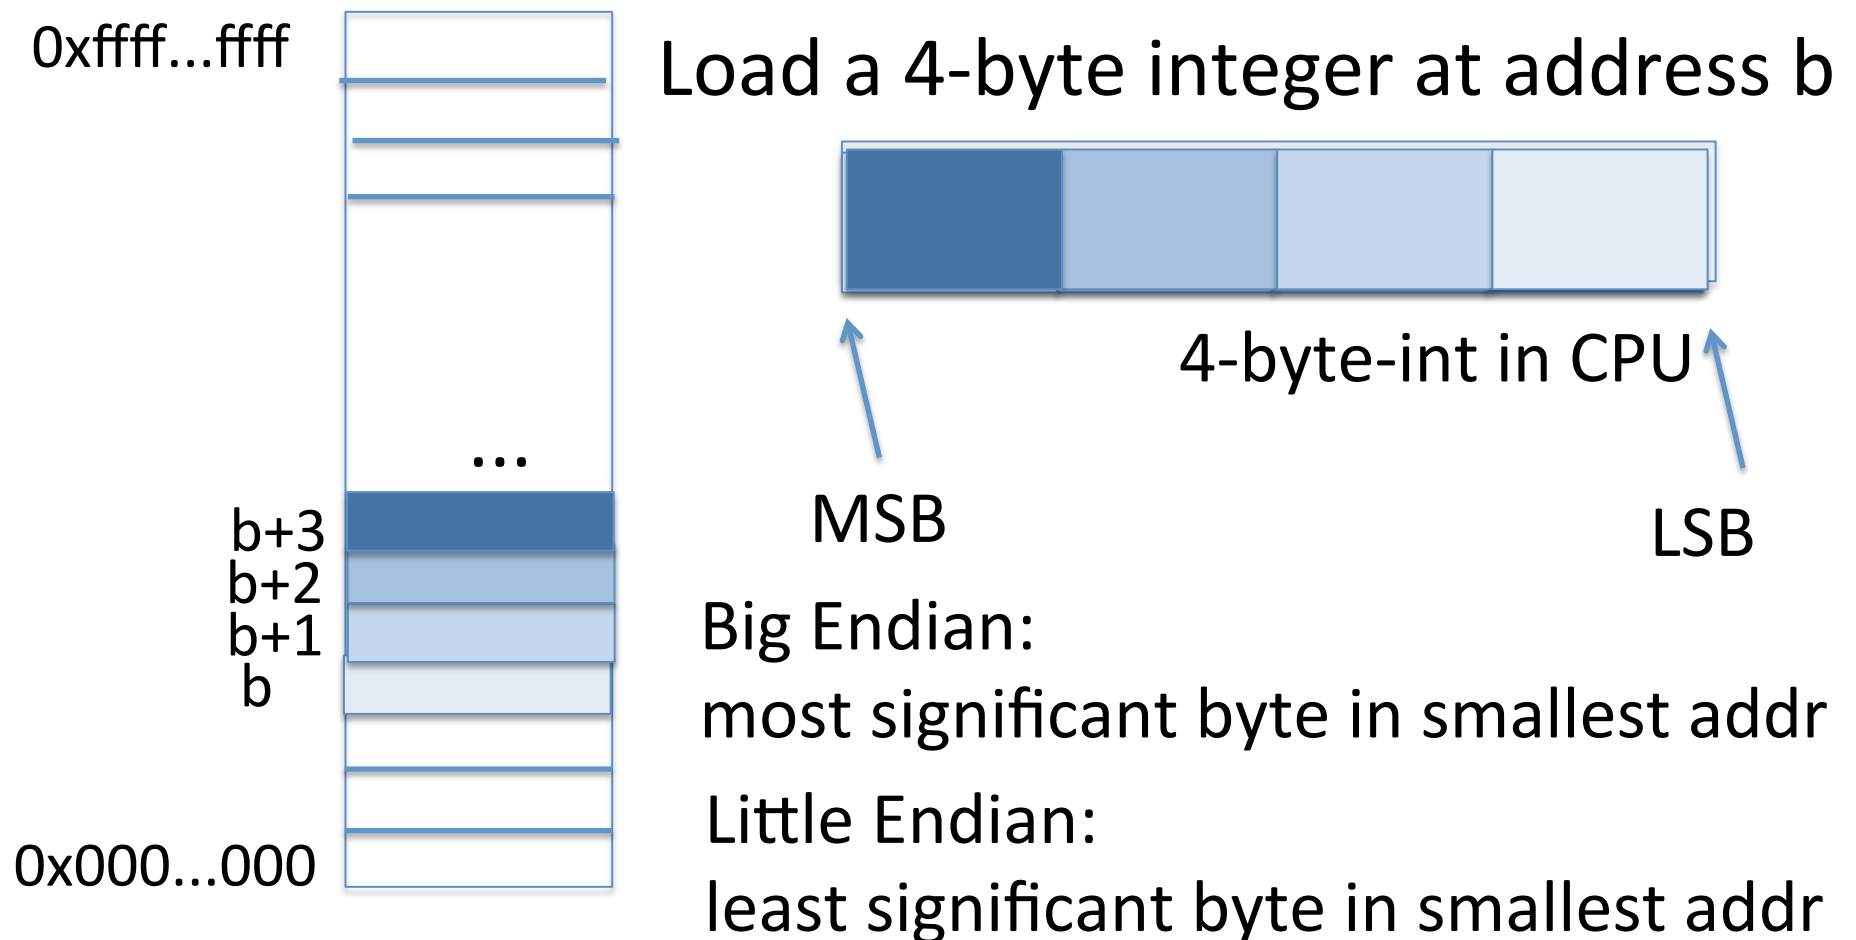 0xffff...ffff
Load a 4-byte integer at address b
4-byte-int in CPU
MSB
LSB
...
b+3
b+2
b+1
b
0x000...000
Big Endian:
most significant byte in smallest addr
Little Endian:
least significant byte in smallest addr